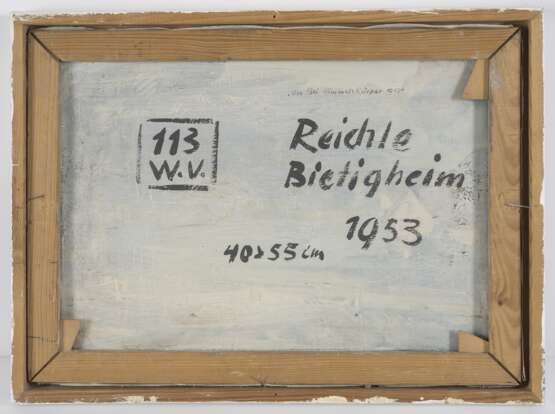 113
W.V.
Reichle
Bietigheim
1953
40x55 cm